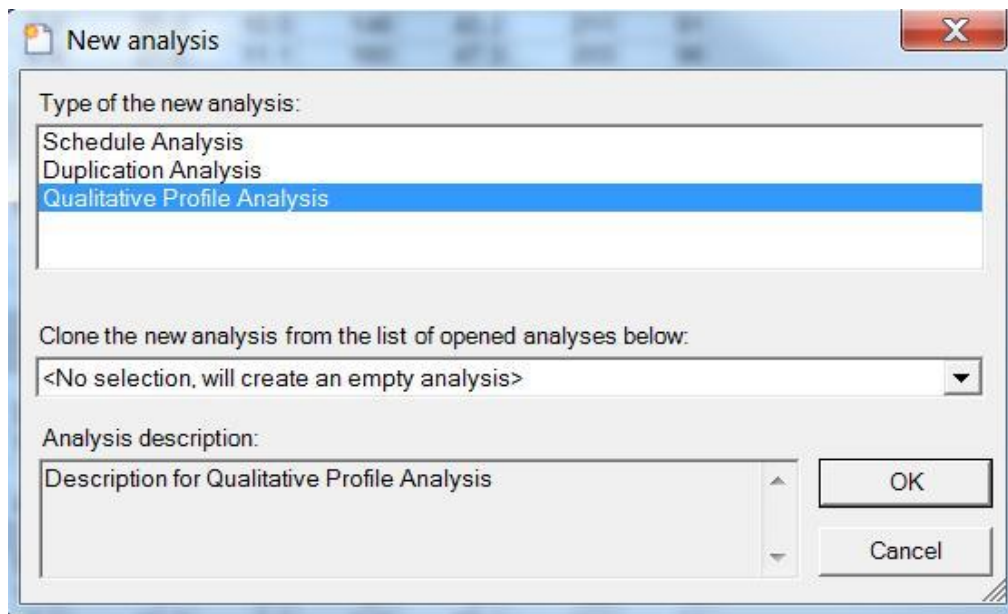 New analysis
Type of the new analysis:
Schedule Analysis
Duplication Analysis
Qualitative Profile Analysis
Clone the new analysis from the list of opened analyses below:
<No selection, will create an empty analysis>
Analysis description:
Description for Qualitative Profile Analysis
OK
Cancel